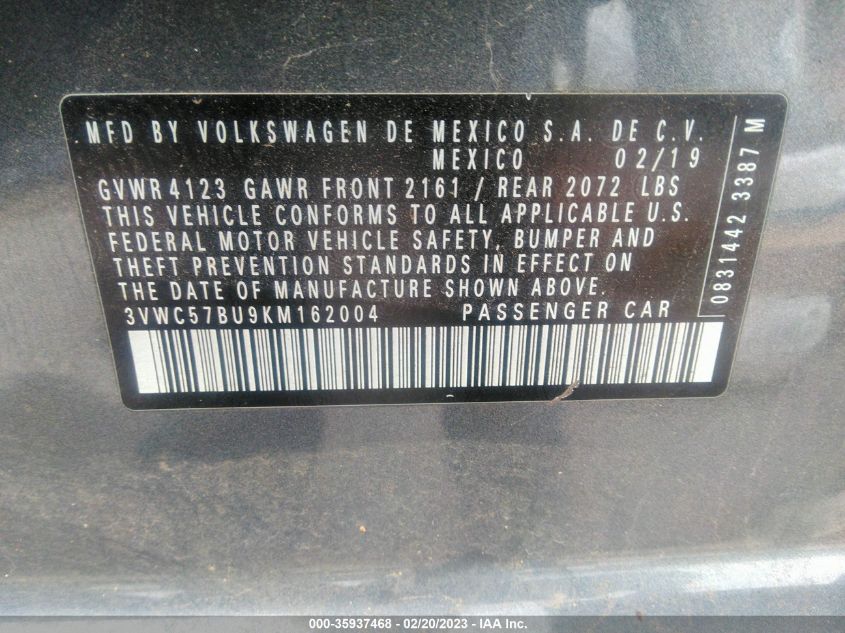 MFD BY VOLKSWAGEN DE MEXICO S.A. DE C.V.
MEXICO 02/19
GVWR 4123 GAWR FRONT 2161 / REAR 2072 LBS
THIS VEHICLE CONFORMS TO ALL APPLICABLE U.S.
FEDERAL MOTOR VEHICLE SAFETY, BUMPER AND
THEFT PREVENTION STANDARDS IN EFFECT ON
THE DATE OF MANUFACTURE SHOWN ABOVE.
3VWC57BU9KM162004 PASSENGER CAR
0831442 3387 M
000-35937468 - 02/20/2023 - IAA Inc.